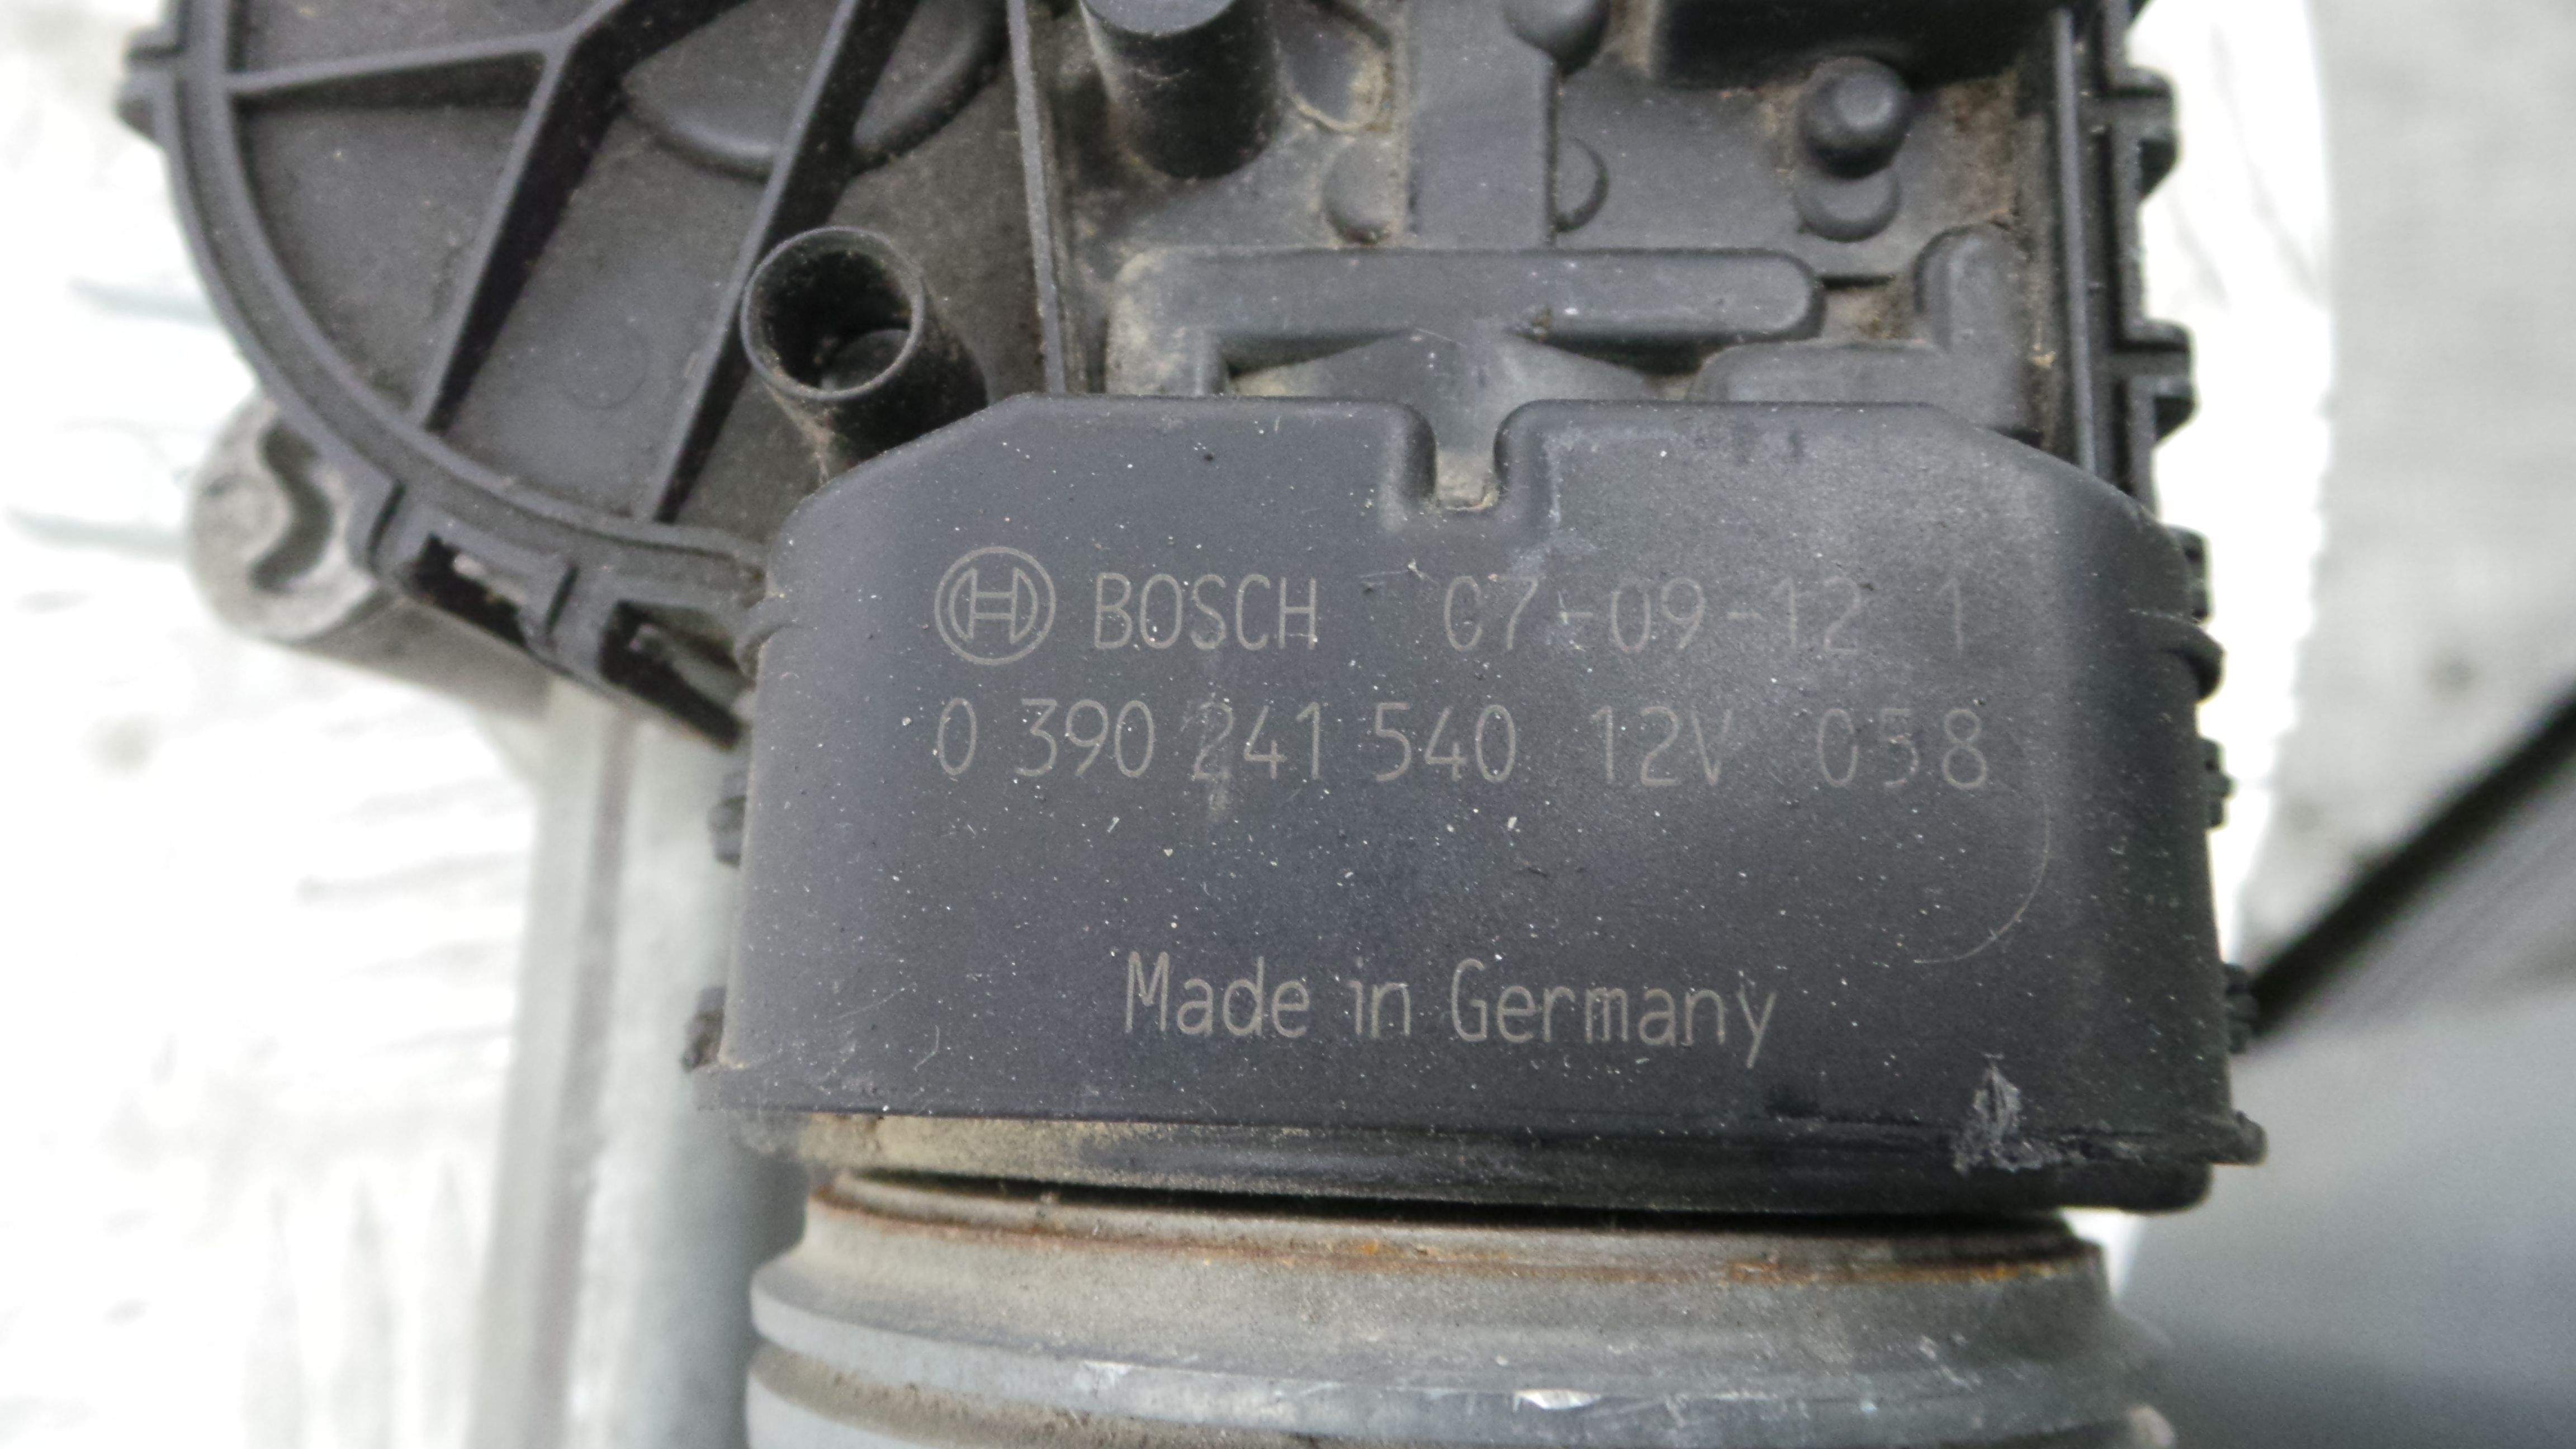 BOSCH 07-09-12 1
0 390 241 540 12V 058
Made in Germany